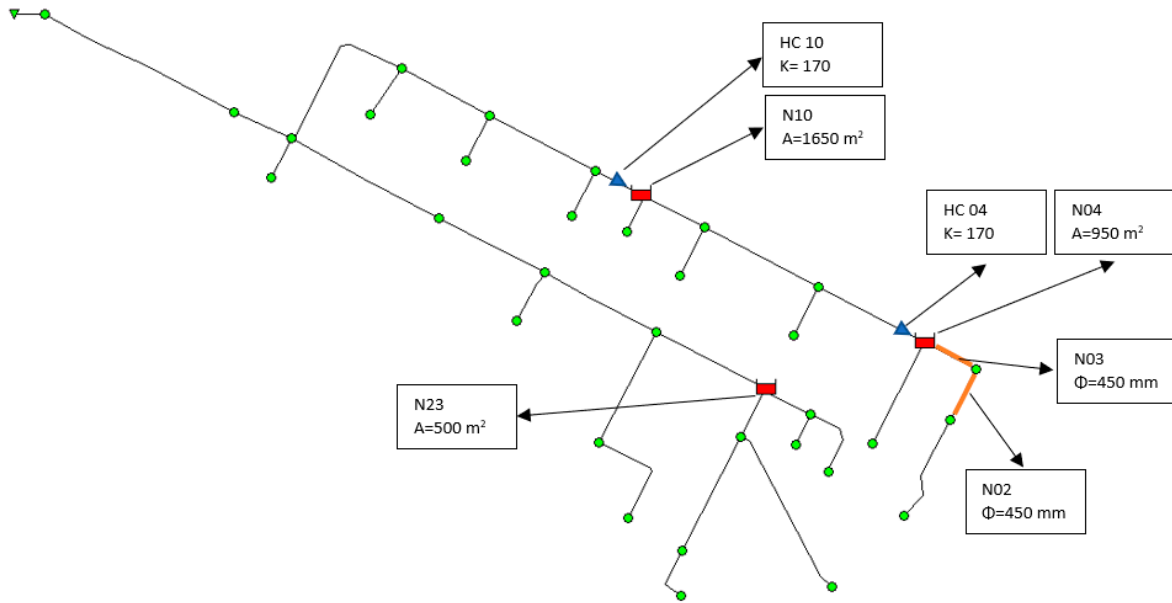 HC 10
K= 170
N10
A=1650 m²
HC 04
K= 170
N04
A=950 m²
N03
Φ=450 mm
N23
A=500 m²
N02
Φ=450 mm